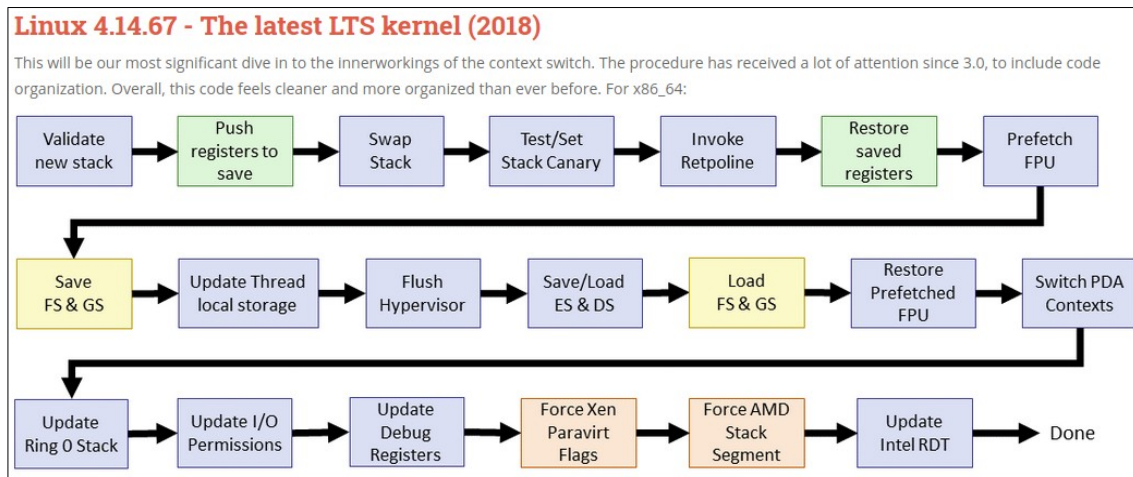 Linux 4.14.67 - The latest LTS kernel (2018)
This will be our most significant dive in to the innerworkings of the context switch. The procedure has received a lot of attention since 3.0, to include code
organization. Overall, this code feels cleaner and more organized than ever before. For x86_64:
Validate
new stack
Push
registers to
save
Swap
Stack
Test/Set
Stack Canary
Invoke
Retpoline
Restore
saved
registers
Prefetch
FPU
Save
FS & GS
Update Thread
local storage
Flush
Hypervisor
Save/Load
ES & DS
Load
FS & GS
Restore
Prefetched
FPU
Switch PDA
Contexts
Update
Ring 0 Stack
Update I/O
Permissions
Update
Debug
Registers
Force Xen
Paravirt
Flags
Force AMD
Stack
Segment
Update
Intel RDT
Done